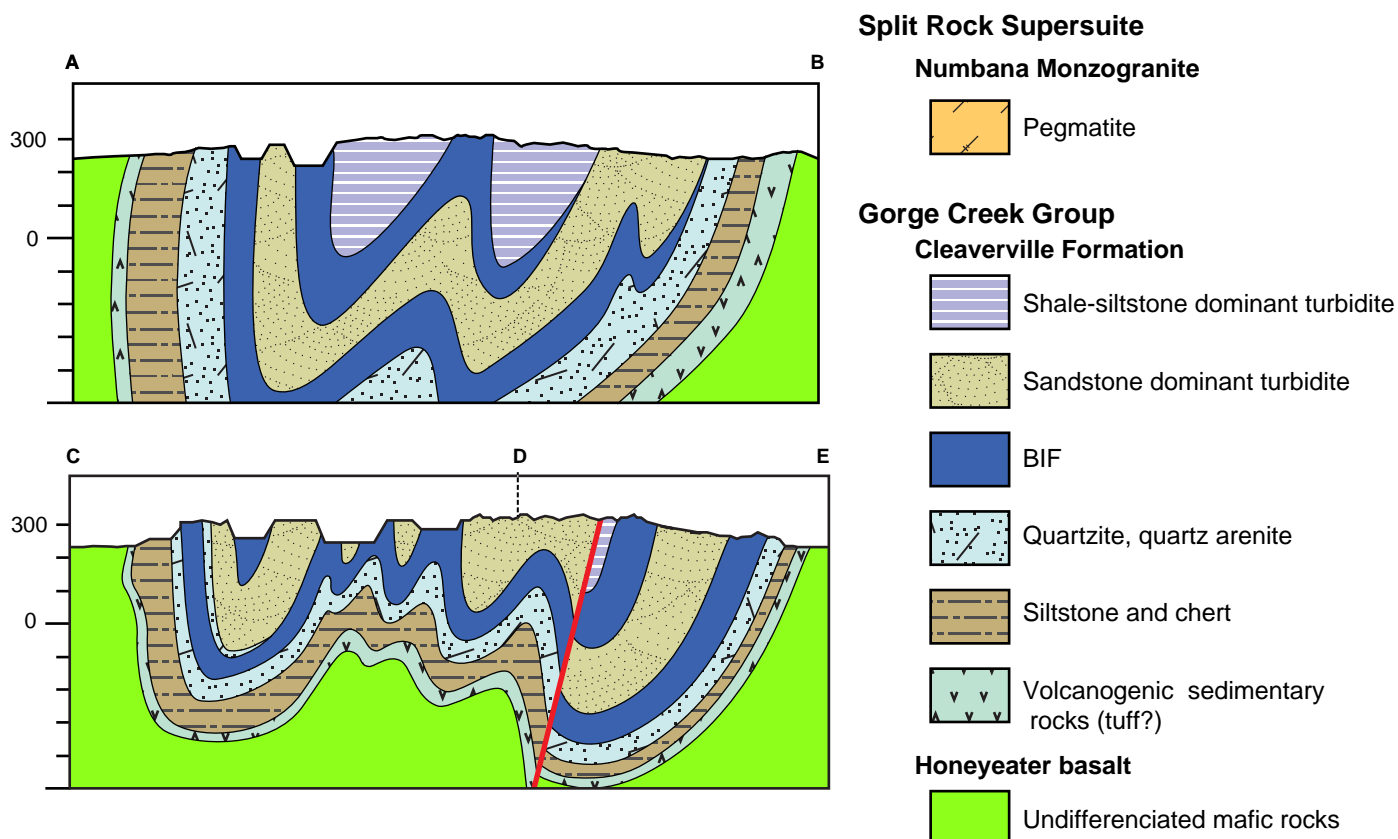 A
B
300
0
C
D
E
300
0
Split Rock Supersuite
Numbana Monzogranite
Pegmatite
Gorge Creek Group
Cleaverville Formation
Shale-siltstone dominant turbidite
Sandstone dominant turbidite
BIF
Quartzite, quartz arenite
Siltstone and chert
Volcanogenic sedimentary
rocks (tuff?)
Honeyeater basalt
Undifferenciated mafic rocks